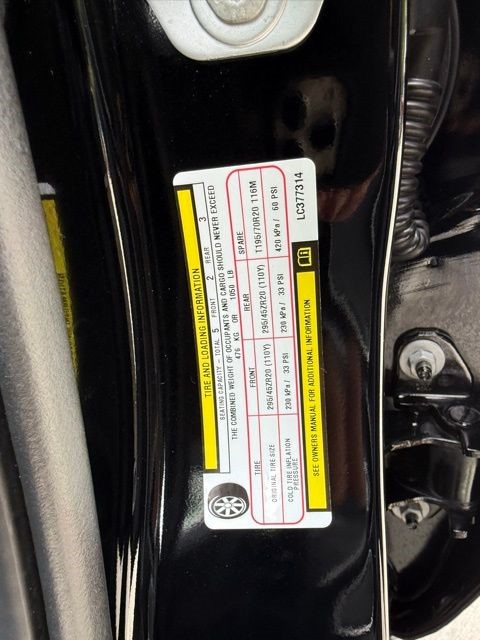 TIRE AND LOADING INFORMATION
SEATING CAPACITY - TOTAL 5 FRONT 2 REAR 3
THE COMBINED WEIGHT OF OCCUPANTS AND CARGO SHOULD NEVER EXCEED
476 KG OR 1050 LB
TIRE FRONT REAR SPARE
ORIGINAL TIRE SIZE 295/45ZR20 (110Y) 295/45ZR20 (110Y) T195/70R20 116M
COLD TIRE INFLATION
PRESSURE 230 kPa / 33 PSI 230 kPa / 33 PSI 420 kPa / 60 PSI
SEE OWNERS MANUAL FOR ADDITIONAL INFORMATION
LC377314